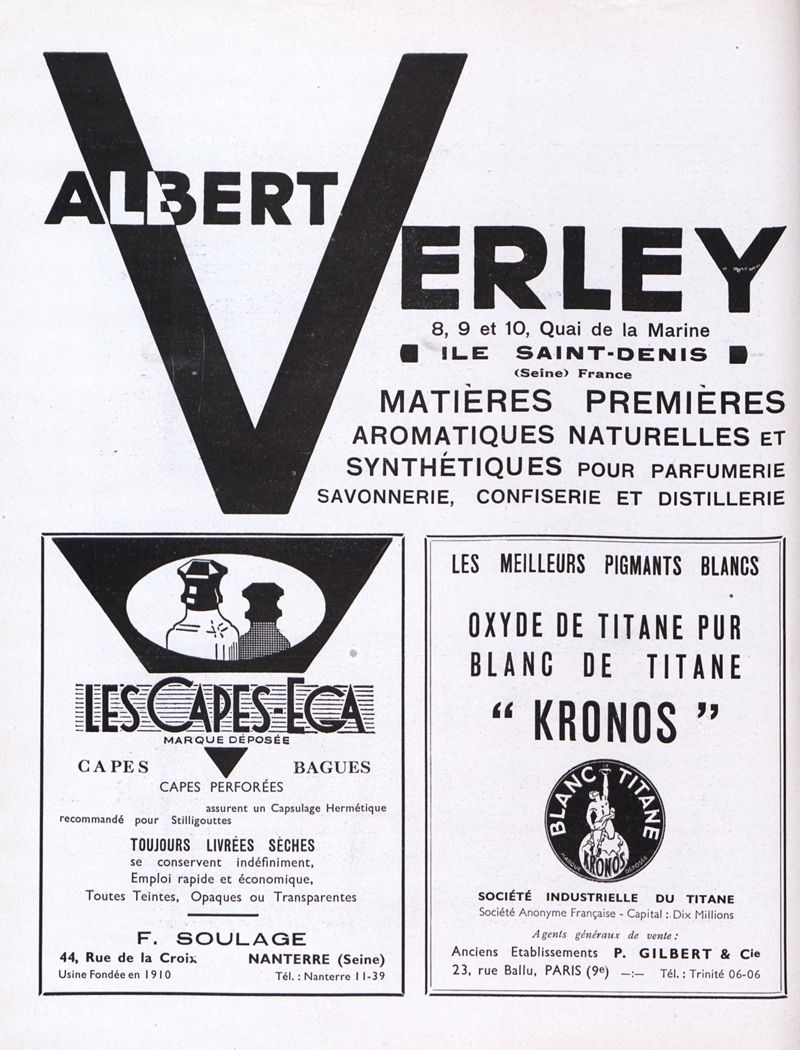 ALBERT
VERLEY
8, 9 et 10, Quai de la Marine
ILE SAINT-DENIS
(Seine) France
MATIÈRES PREMIÈRES
AROMATIQUES NATURELLES ET
SYNTHÉTIQUES POUR PARFUMERIE
SAVONNERIE, CONFISERIE ET DISTILLERIE
LES CAPES-ECA
MARQUE DÉPOSÉE
CAPES BAGUES
CAPES PERFORÉES
assurent un Capsulage Hermétique
recommandé pour Stilligouttes
TOUJOURS LIVRÉES SÈCHES
se conservent indéfiniment,
Emploi rapide et économique,
Toutes Teintes, Opaques ou Transparentes
F. SOULAGE
44, Rue de la Croix NANTERRE (Seine)
Usine Fondée en 1910 Tél. : Nanterre 11-39
LES MEILLEURS PIGMANTS BLANCS
OXYDE DE TITANE PUR
BLANC DE TITANE
“ KRONOS ”
BLANC TITANE
KRONOS
MARQUE DÉPOSÉE
SOCIÉTÉ INDUSTRIELLE DU TITANE
Société Anonyme Française - Capital : Dix Millions
Agents généraux de vente :
Anciens Etablissements P. GILBERT & Cie
23, rue Ballu, PARIS (9e) —:— Tél. : Trinité 06-06